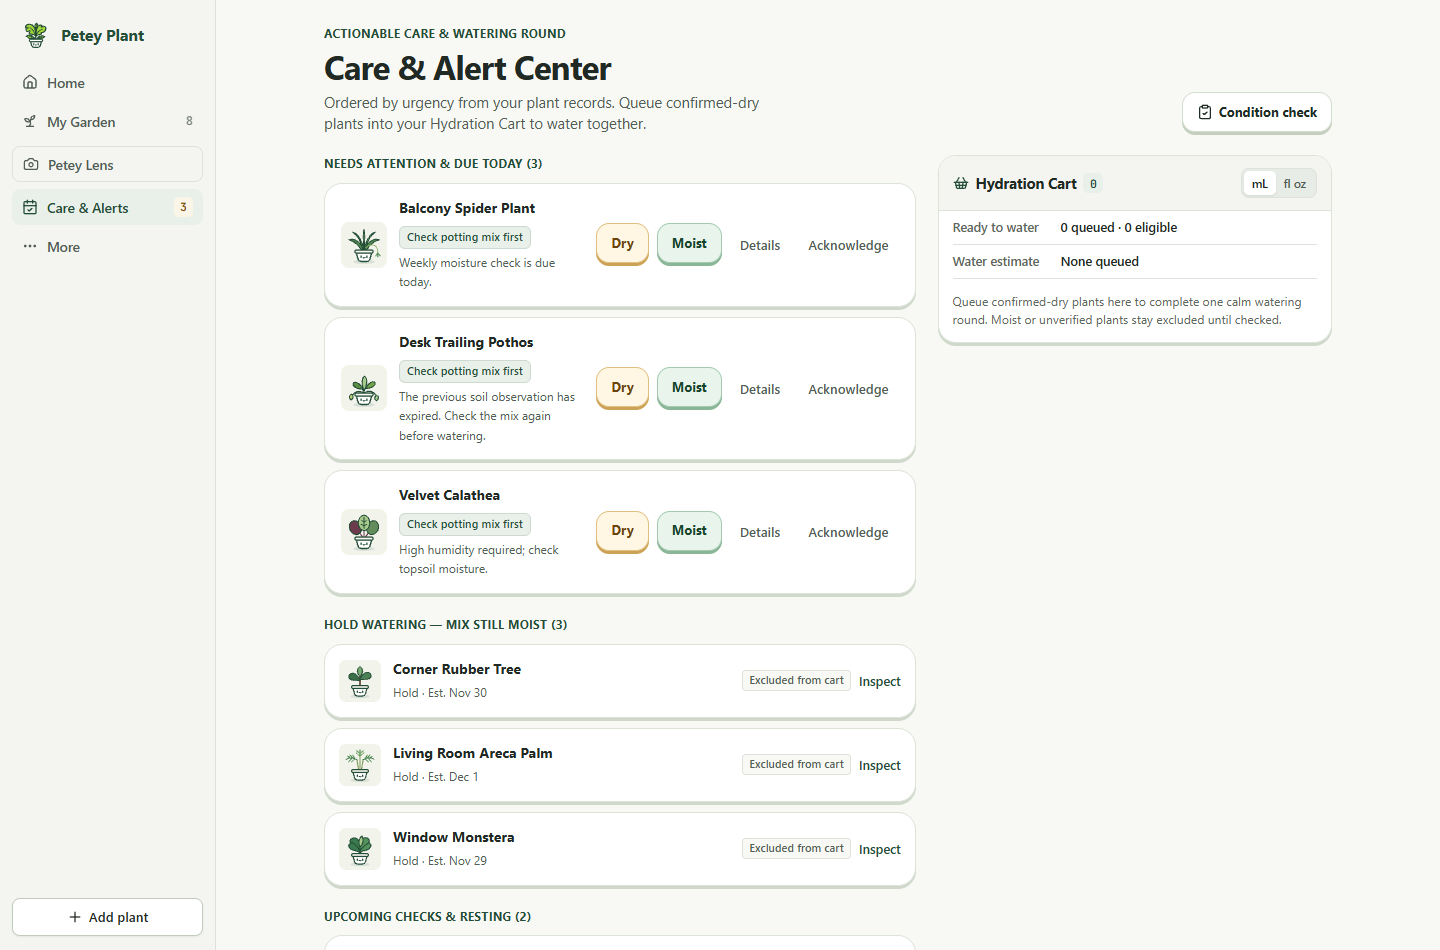 Petey Plant
Home
My Garden 8
Petey Lens
Care & Alerts 3
More
Add plant
ACTIONABLE CARE & WATERING ROUND
Care & Alert Center
Ordered by urgency from your plant records. Queue confirmed-dry
plants into your Hydration Cart to water together.
Condition check
NEEDS ATTENTION & DUE TODAY (3)
Balcony Spider Plant
Check potting mix first
Weekly moisture check is due
today.
Dry Moist Details Acknowledge
Desk Trailing Pothos
Check potting mix first
The previous soil observation has
expired. Check the mix again
before watering.
Dry Moist Details Acknowledge
Velvet Calathea
Check potting mix first
High humidity required; check
topsoil moisture.
Dry Moist Details Acknowledge
HOLD WATERING — MIX STILL MOIST (3)
Corner Rubber Tree
Hold · Est. Nov 30
Excluded from cart Inspect
Living Room Areca Palm
Hold · Est. Dec 1
Excluded from cart Inspect
Window Monstera
Hold · Est. Nov 29
Excluded from cart Inspect
UPCOMING CHECKS & RESTING (2)
Hydration Cart 0 mL fl oz
Ready to water 0 queued · 0 eligible
Water estimate None queued
Queue confirmed-dry plants here to complete one calm watering
round. Moist or unverified plants stay excluded until checked.